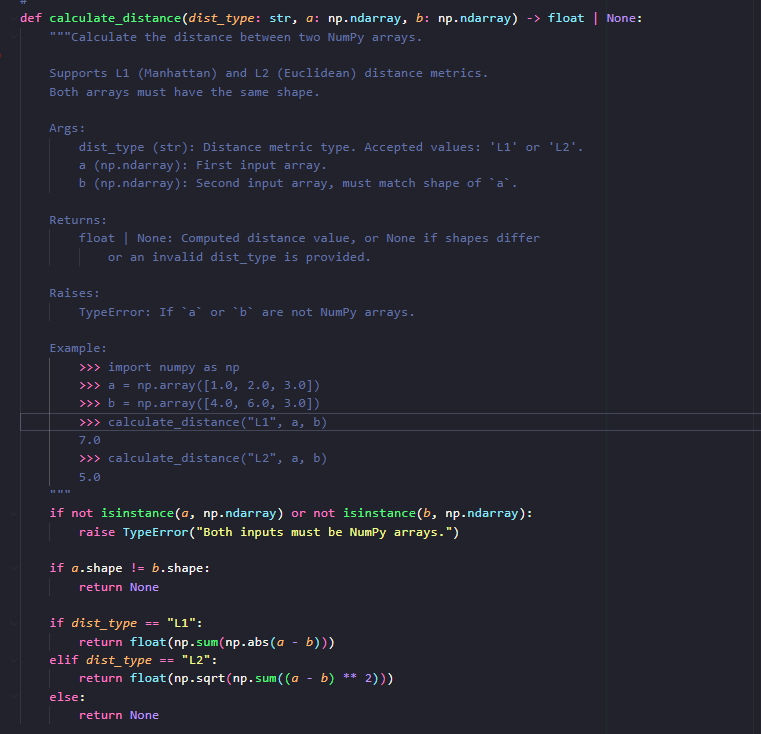 #
def calculate_distance(dist_type: str, a: np.ndarray, b: np.ndarray) -> float | None:
    """Calculate the distance between two NumPy arrays.

    Supports L1 (Manhattan) and L2 (Euclidean) distance metrics.
    Both arrays must have the same shape.

    Args:
        dist_type (str): Distance metric type. Accepted values: 'L1' or 'L2'.
        a (np.ndarray): First input array.
        b (np.ndarray): Second input array, must match shape of `a`.

    Returns:
        float | None: Computed distance value, or None if shapes differ
            or an invalid dist_type is provided.

    Raises:
        TypeError: If `a` or `b` are not NumPy arrays.

    Example:
        >>> import numpy as np
        >>> a = np.array([1.0, 2.0, 3.0])
        >>> b = np.array([4.0, 6.0, 3.0])
        >>> calculate_distance("L1", a, b)
        7.0
        >>> calculate_distance("L2", a, b)
        5.0
    """
    if not isinstance(a, np.ndarray) or not isinstance(b, np.ndarray):
        raise TypeError("Both inputs must be NumPy arrays.")

    if a.shape != b.shape:
        return None

    if dist_type == "L1":
        return float(np.sum(np.abs(a - b)))
    elif dist_type == "L2":
        return float(np.sqrt(np.sum((a - b) ** 2)))
    else:
        return None